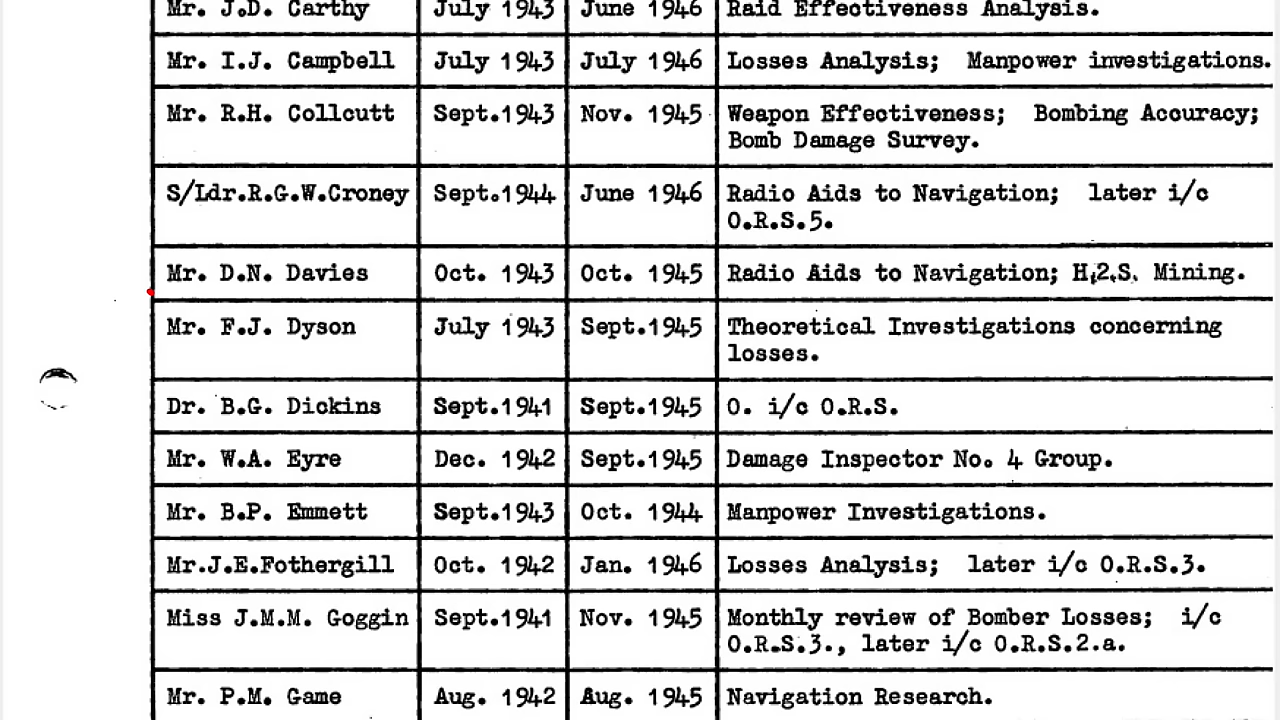 Mr. J.D. Carthy July 1943 June 1946 Raid Effectiveness Analysis.
Mr. I.J. Campbell July 1943 July 1946 Losses Analysis; Manpower investigations.
Mr. R.H. Collcutt Sept.1943 Nov. 1945 Weapon Effectiveness; Bombing Accuracy;
Bomb Damage Survey.
S/Ldr.R.G.W.Croney Sept.1944 June 1946 Radio Aids to Navigation; later i/c
O.R.S.5.
Mr. D.N. Davies Oct. 1943 Oct. 1945 Radio Aids to Navigation; H.2.S. Mining.
Mr. F.J. Dyson July 1943 Sept.1945 Theoretical Investigations concerning
losses.
Dr. B.G. Dickins Sept.1941 Sept.1945 O. i/c O.R.S.
Mr. W.A. Eyre Dec. 1942 Sept.1945 Damage Inspector No. 4 Group.
Mr. B.P. Emmett Sept.1943 Oct. 1944 Manpower Investigations.
Mr.J.E.Fothergill Oct. 1942 Jan. 1946 Losses Analysis; later i/c O.R.S.3.
Miss J.M.M. Goggin Sept.1941 Nov. 1945 Monthly review of Bomber Losses; i/c
O.R.S.3., later i/c O.R.S.2.a.
Mr. P.M. Game Aug. 1942 Aug. 1945 Navigation Research.